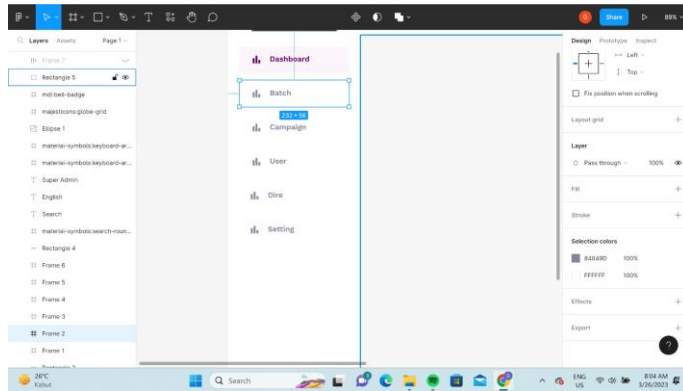 Share
89%
Layers Assets Page 1
Frame 7
Rectangle 5
mdi:bell-badge
majesticons:globe-grid
Ellipse 1
material-symbols:keyboard-ar...
material-symbols:keyboard-ar...
Super Admin
English
Search
material-symbols:search-roun...
Rectangle 4
Frame 6
Frame 5
Frame 4
Frame 3
Frame 2
Frame 1
Dashboard
Batch
232 × 56
Campaign
User
Dire
Setting
Design Prototype Inspect
Left
Top
Fix position when scrolling
Layout grid
Layer
Pass through 100%
Fill
Stroke
Selection colors
84849D 100%
FFFFFF 100%
Effects
Export
?
26°C
Kabut
Search
ENG
US
8:04 AM
3/26/2023